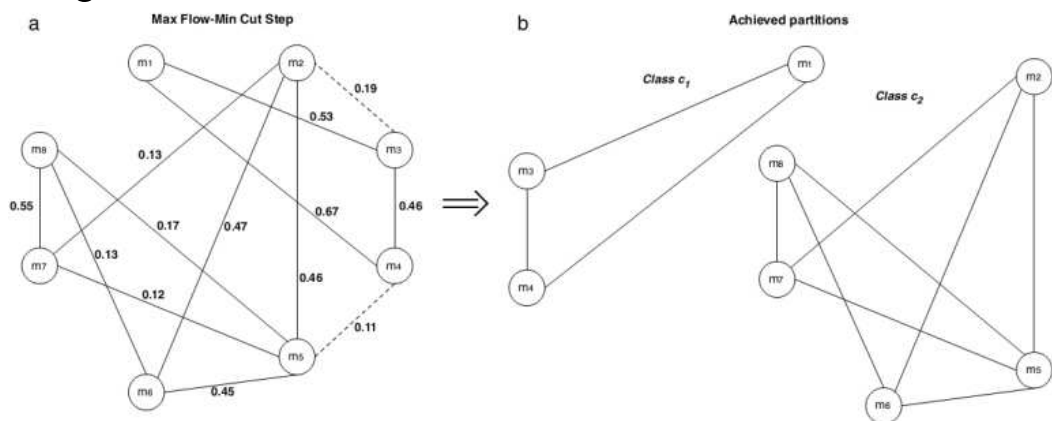 Max Flow-Min Cut Step
Achieved partitions
a
b
m1
m2
0.19
0.53
m3
m8
0.13
0.55
0.17
0.47
0.67
0.46
m7
m4
0.13
0.12
0.46
0.11
m5
m6
0.45
m1
Class c1
m2
Class c2
m3
m8
m4
m7
m5
m6